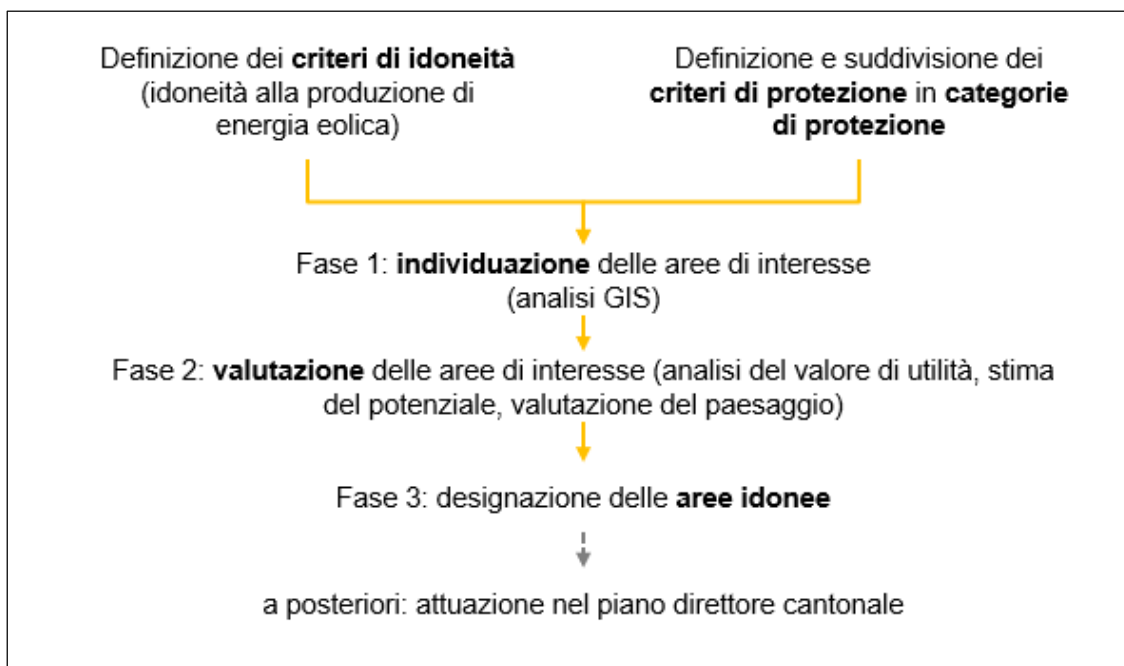 Definizione dei criteri di idoneità
(idoneità alla produzione di
energia eolica)
Definizione e suddivisione dei
criteri di protezione in categorie
di protezione
Fase 1: individuazione delle aree di interesse
(analisi GIS)
Fase 2: valutazione delle aree di interesse (analisi del valore di utilità, stima
del potenziale, valutazione del paesaggio)
Fase 3: designazione delle aree idonee
a posteriori: attuazione nel piano direttore cantonale